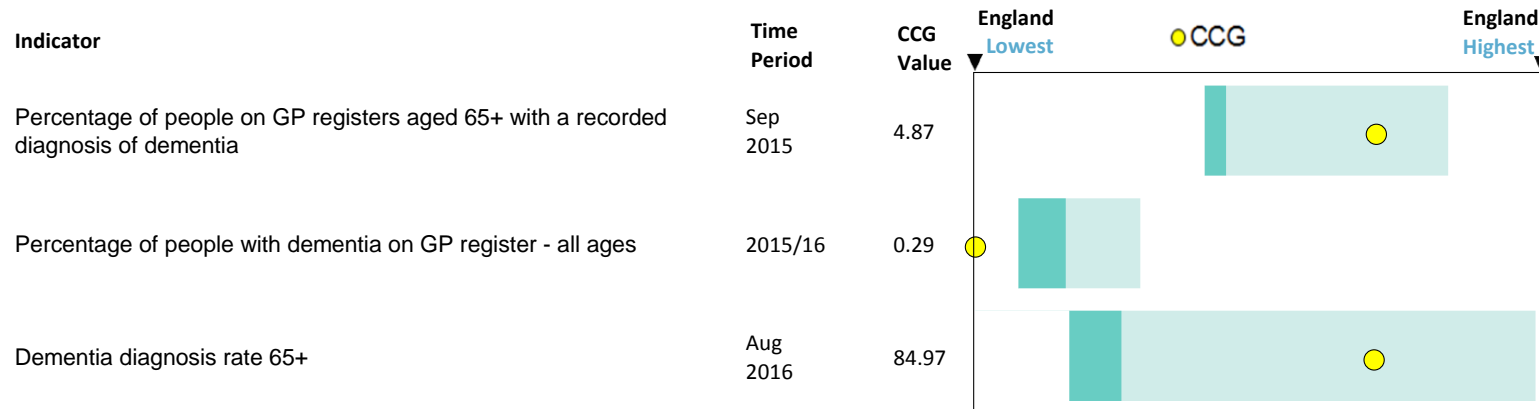 Indicator
Time Period
CCG Value
England Lowest
CCG
England Highest
Percentage of people on GP registers aged 65+ with a recorded
diagnosis of dementia
Sep 2015
4.87
Percentage of people with dementia on GP register - all ages
2015/16
0.29
Dementia diagnosis rate 65+
Aug 2016
84.97